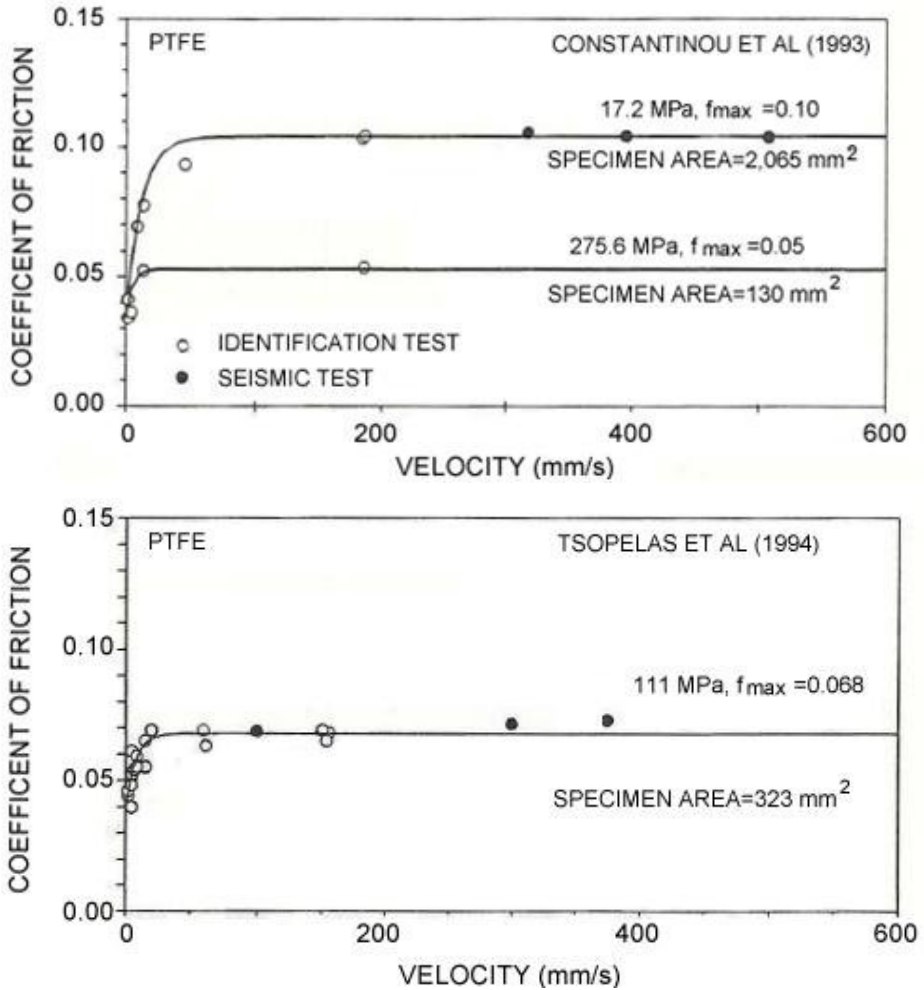 0.15
PTFE
CONSTANTINOU ET AL (1993)
17.2 MPa, fmax =0.10
0.10
SPECIMEN AREA=2,065 mm2
COEFFICENT OF FRICTION
275.6 MPa, fmax=0.05
0.05
SPECIMEN AREA=130 mm2
IDENTIFICATION TEST
SEISMIC TEST
0.00
0 200 400 600
VELOCITY (mm/s)
0.15
PTFE
TSOPELAS ET AL (1994)
0.10
111 MPa, fmax =0.068
COEFFICENT OF FRICTION
0.05
SPECIMEN AREA=323 mm2
0.00
0 200 400 600
VELOCITY (mm/s)